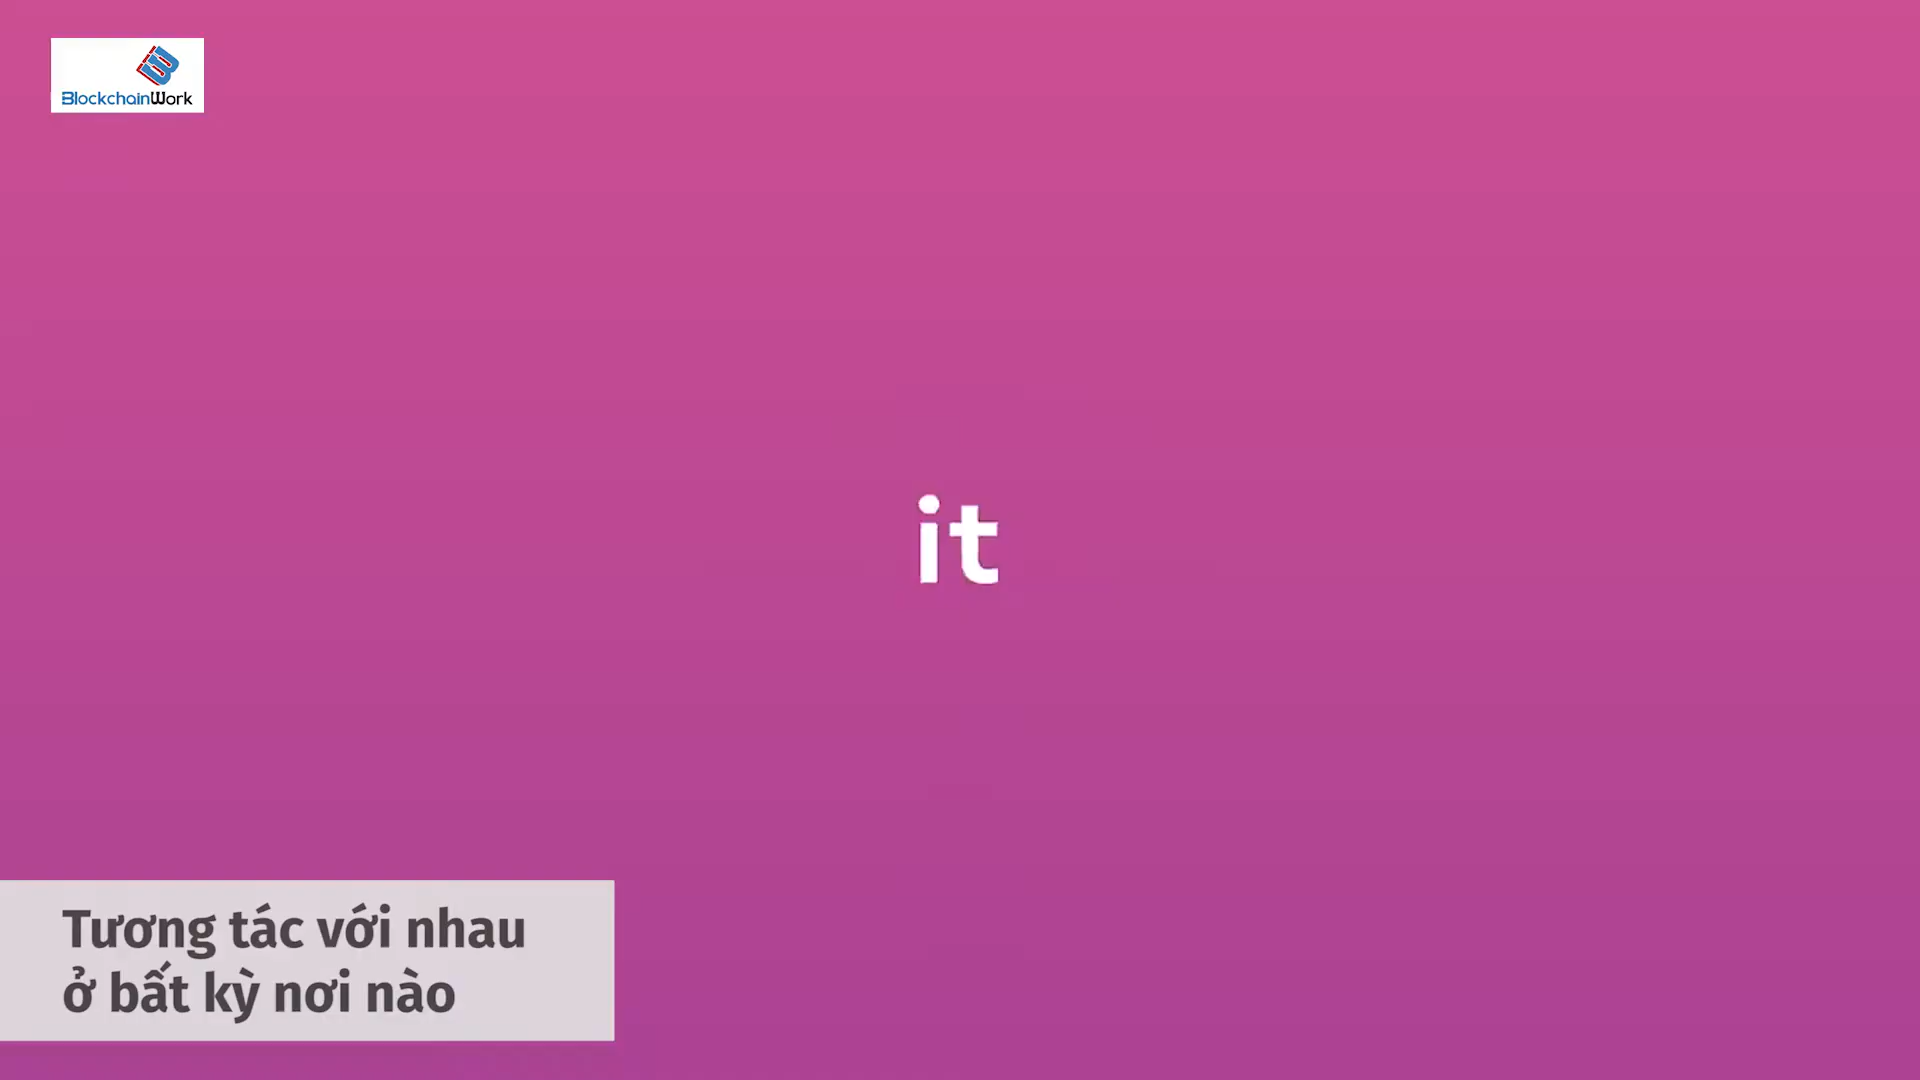 BlockchainWork
it
Tương tác với nhau
ở bất kỳ nơi nào